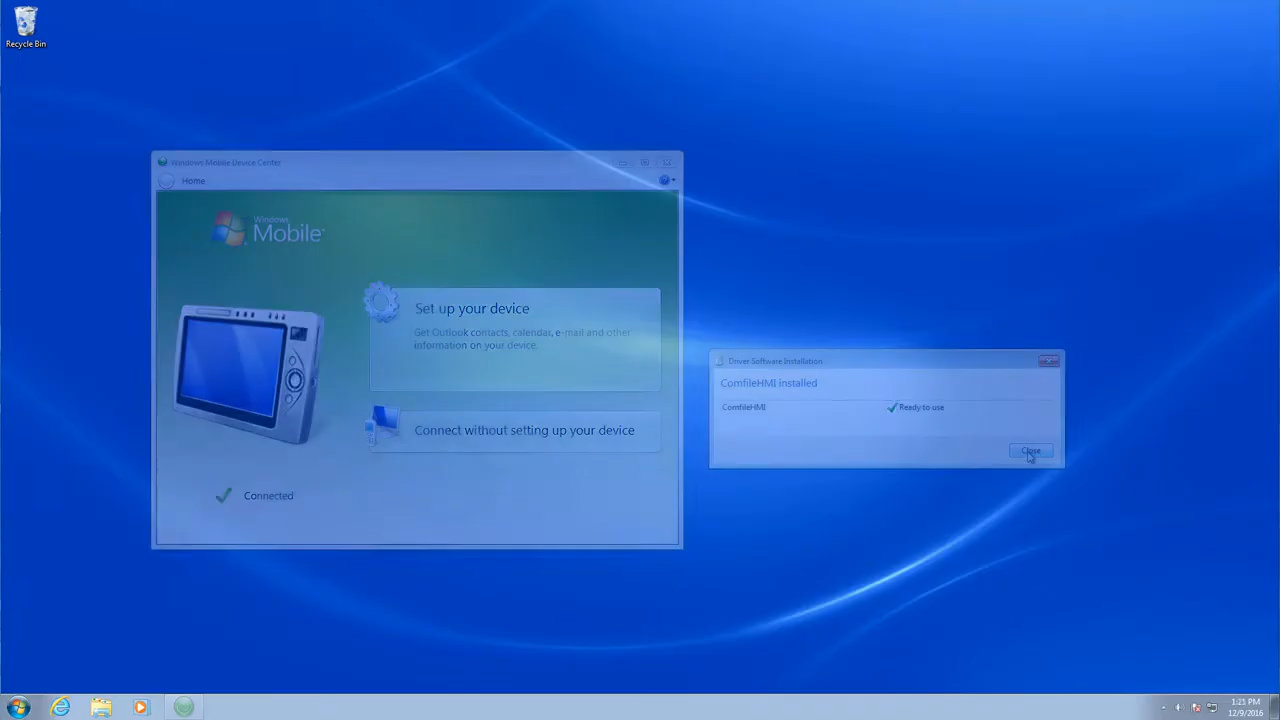 Recycle Bin
Windows Mobile Device Center
Home
Windows
Mobile
Set up your device
Get Outlook contacts, calendar, e-mail and other
information on your device.
Connect without setting up your device
Connected
Driver Software Installation
ComfileHMI installed
ComfileHMI
Ready to use
Close
1:21 PM
12/9/2016